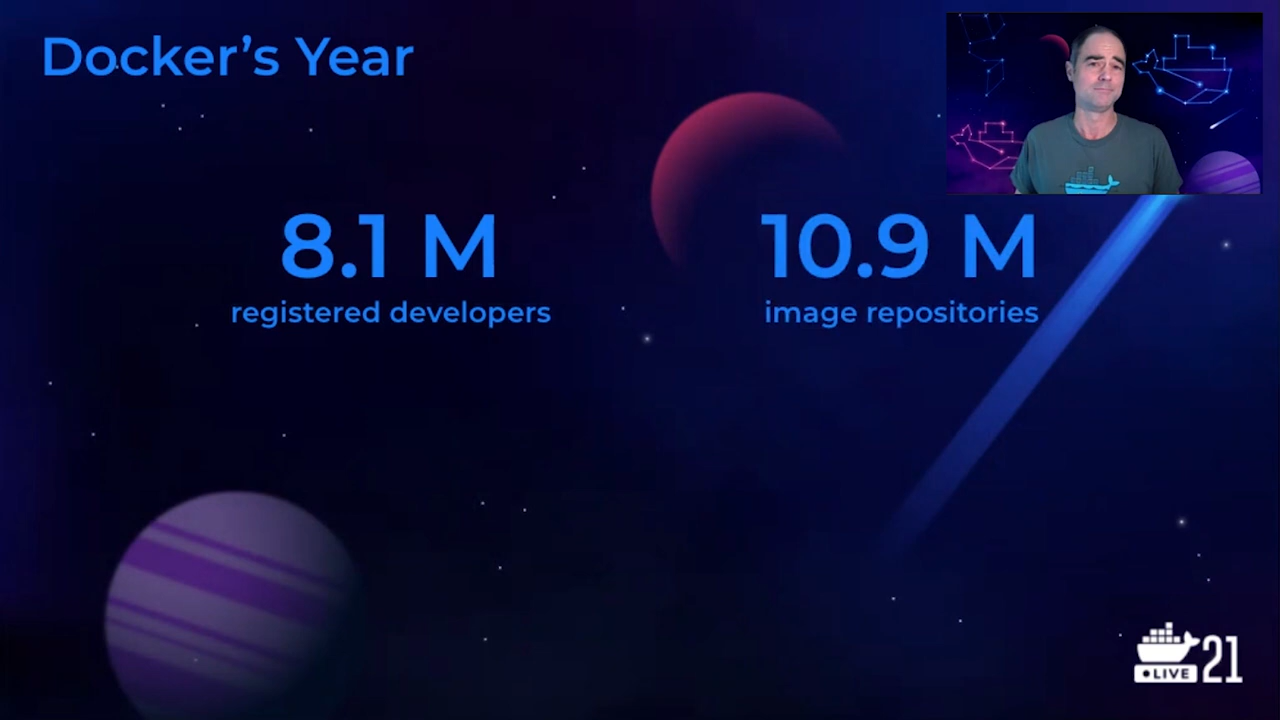 Docker's Year
8.1 M
registered developers
10.9 M
image repositories
LIVE 21